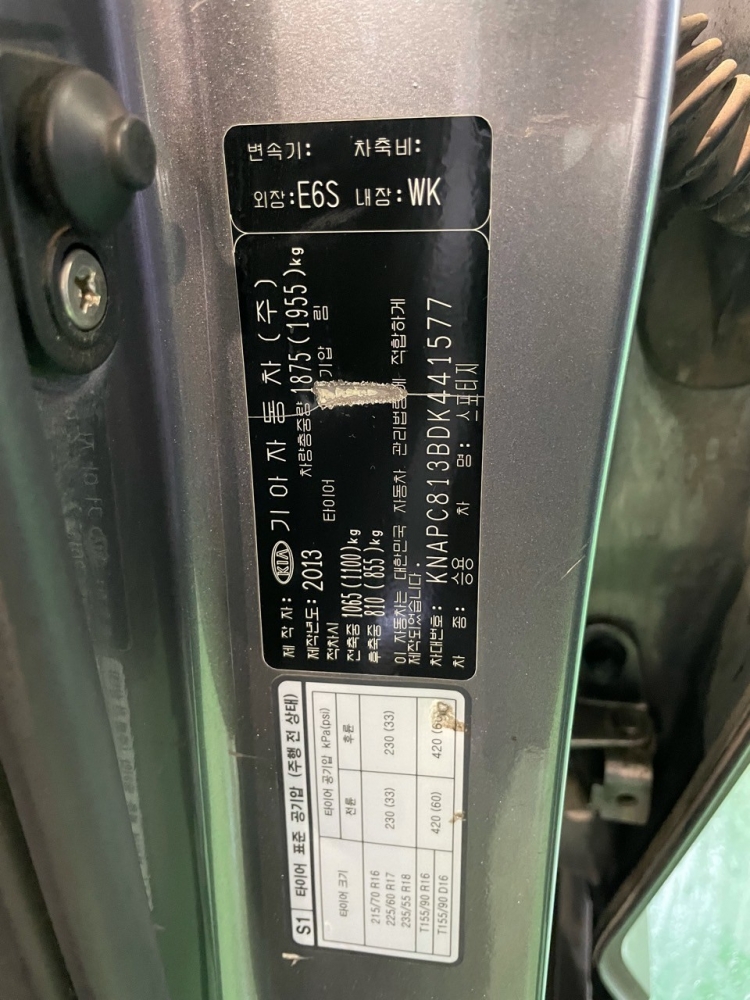 변속기: 차축비:
외장:E6S 내장:WK
제작자: KIA 기아자동차(주)
제작년도: 2013 차량총중량 1875(1955)kg
적차시 타이어 기압 림
전축중 1065(1100)kg
후축중 810 ( 855)kg
이 자동차는 대한민국 자동차 관리법령에 적합하게
제작되었습니다.
차대번호: KNAPC813BDK441577
차 종: 승용 차 명: 스포티지
S1 타이어 표준 공기압 (주행 전 상태)
타이어 크기 타이어 공기압 kPa(psi)
전륜 후륜
215/70 R16
225/60 R17 230 (33) 230 (33)
235/55 R18
T155/90 R16 420 (60) 420
T155/90 D16